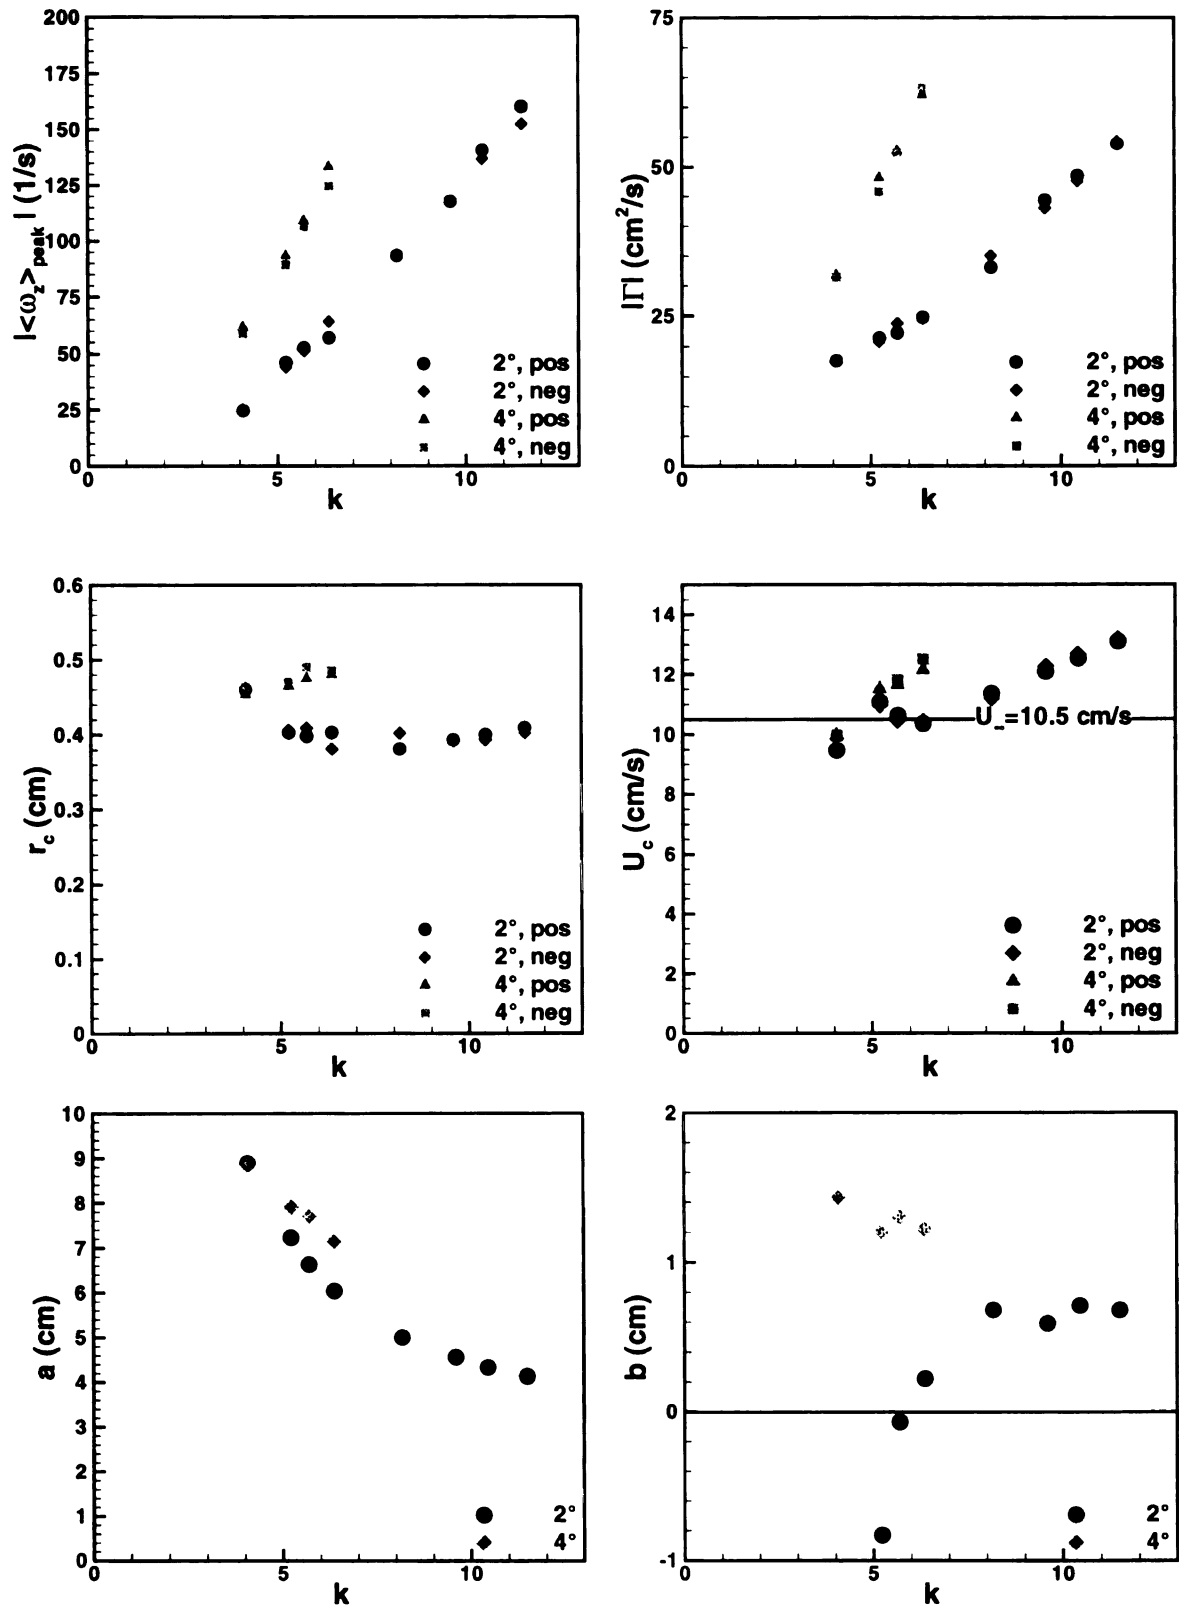 200
175
150
125
100
75
50
25
0
0 5 10
k
|<ω_z>_peak| (1/s)
2°, pos
2°, neg
4°, pos
4°, neg
75
50
25
0
0 5 10
k
|Γ| (cm²/s)
2°, pos
2°, neg
4°, pos
4°, neg
0.6
0.5
0.4
0.3
0.2
0.1
0
0 5 10
k
r_c (cm)
2°, pos
2°, neg
4°, pos
4°, neg
14
12
10
8
6
4
2
0
0 5 10
k
U_c (cm/s)
U_∞=10.5 cm/s
2°, pos
2°, neg
4°, pos
4°, neg
10
9
8
7
6
5
4
3
2
1
0
0 5 10
k
a (cm)
2°
4°
2
1
0
-1
0 5 10
k
b (cm)
2°
4°